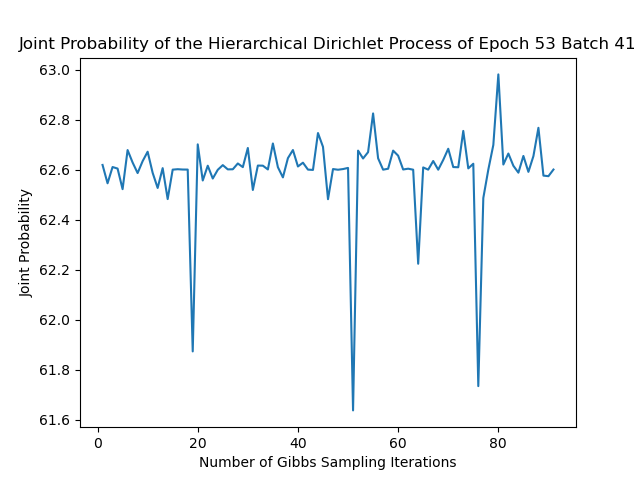 Joint Probability of the Hierarchical Dirichlet Process of Epoch 53 Batch 41
63.0
62.8
62.6
62.4
62.2
62.0
61.8
61.6
Joint Probability
0 20 40 60 80
Number of Gibbs Sampling Iterations